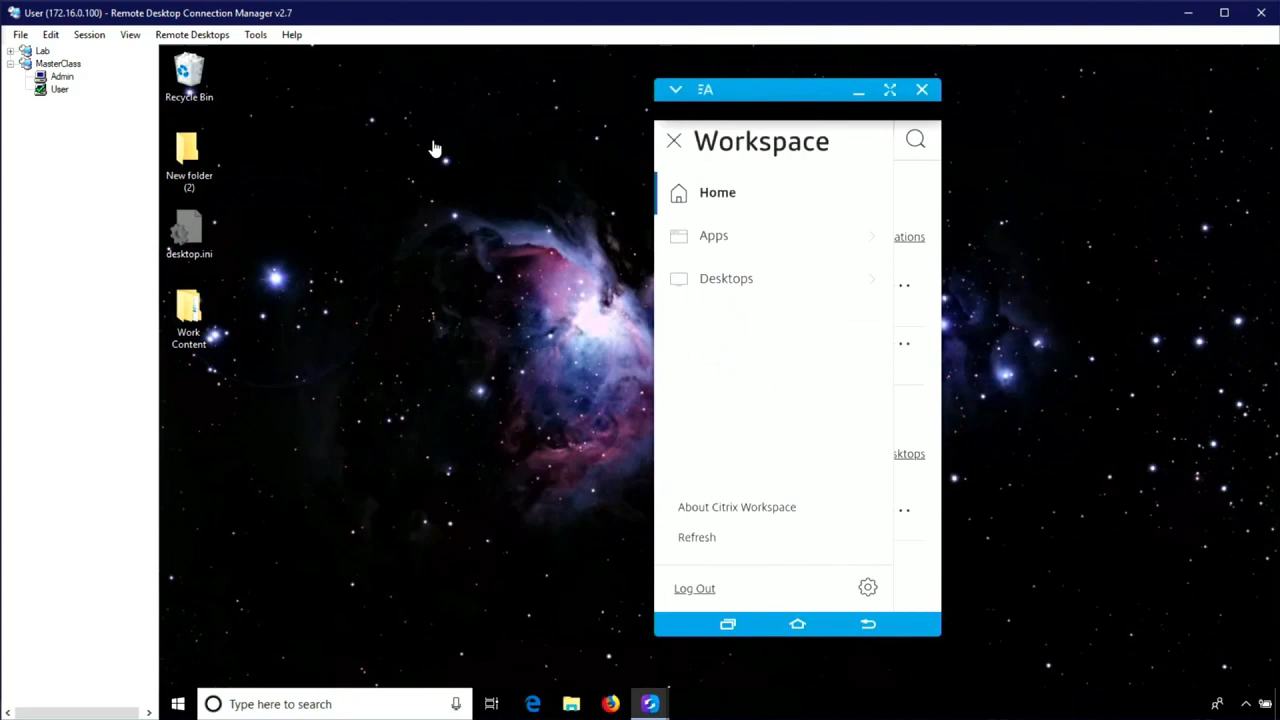 User (172.16.0.100) - Remote Desktop Connection Manager v2.7
File Edit Session View Remote Desktops Tools Help
Lab
MasterClass
Admin
User
Recycle Bin
New folder
(2)
desktop.ini
Work
Content
A
Workspace
Home
Apps
Desktops
ations
sktops
About Citrix Workspace
Refresh
Log Out
Type here to search